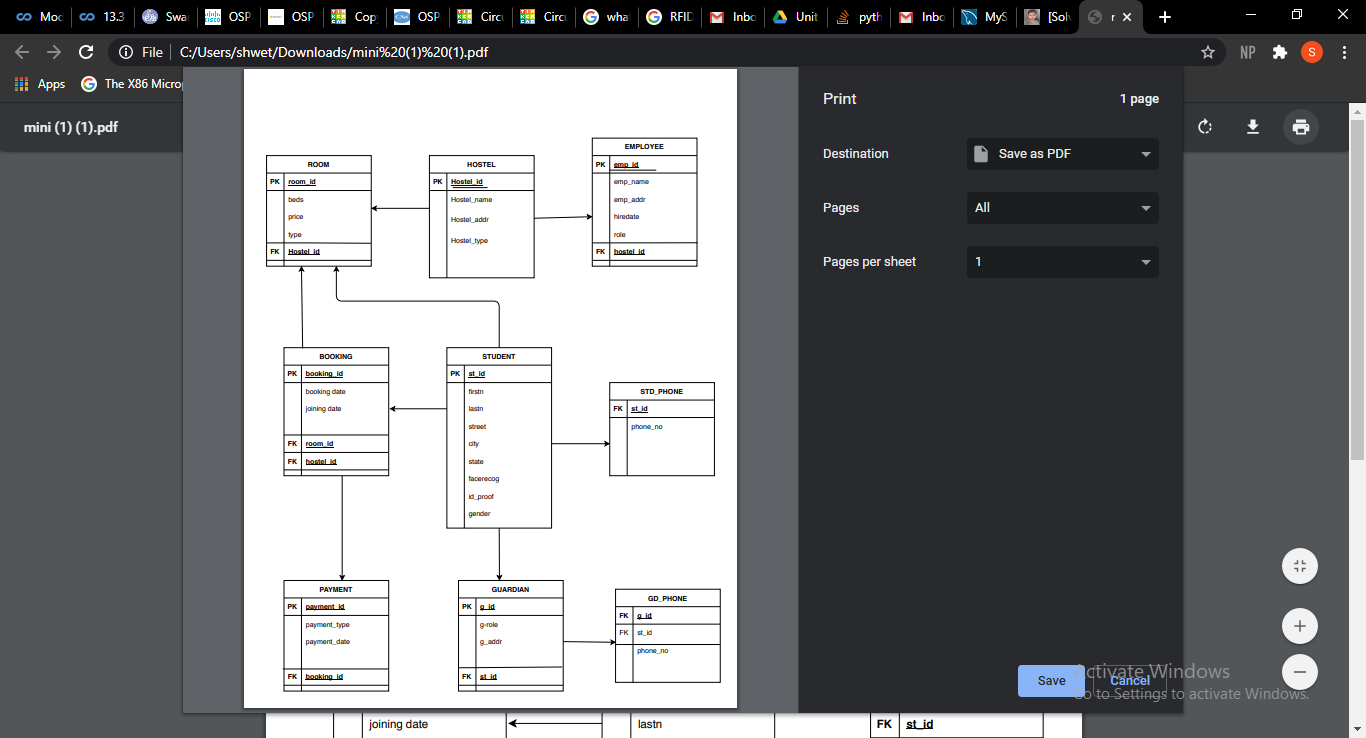 Moc
13.3
Swa
OSP
OSP
Cop
OSP
Circu
Circ
wha
RFID
Inbo
Unit
pyth
Inbo
MyS
[Solv
r
File
C:/Users/shwet/Downloads/mini%20(1)%20(1).pdf
NP
S
Apps
The X86 Microp
mini (1) (1).pdf
Print
1 page
Destination
Save as PDF
Pages
All
Pages per sheet
1
Save
Cancel
Activate Windows
Go to Settings to activate Windows.
ROOM
PK room_id
beds
price
type
FK Hostel_id
HOSTEL
PK Hostel_id
Hostel_name
Hostel_addr
Hostel_type
EMPLOYEE
PK emp_id
emp_name
emp_addr
hiredate
role
FK hostel_id
BOOKING
PK booking_id
booking date
joining date
FK room_id
FK hostel_id
STUDENT
PK st_id
firstn
lastn
street
city
state
facerecog
id_proof
gender
STD_PHONE
FK st_id
phone_no
PAYMENT
PK payment_id
payment_type
payment_date
FK booking_id
GUARDIAN
PK g_id
g-role
g_addr
FK st_id
GD_PHONE
FK g_id
FK st_id
phone_no
joining date
lastn
FK st_id